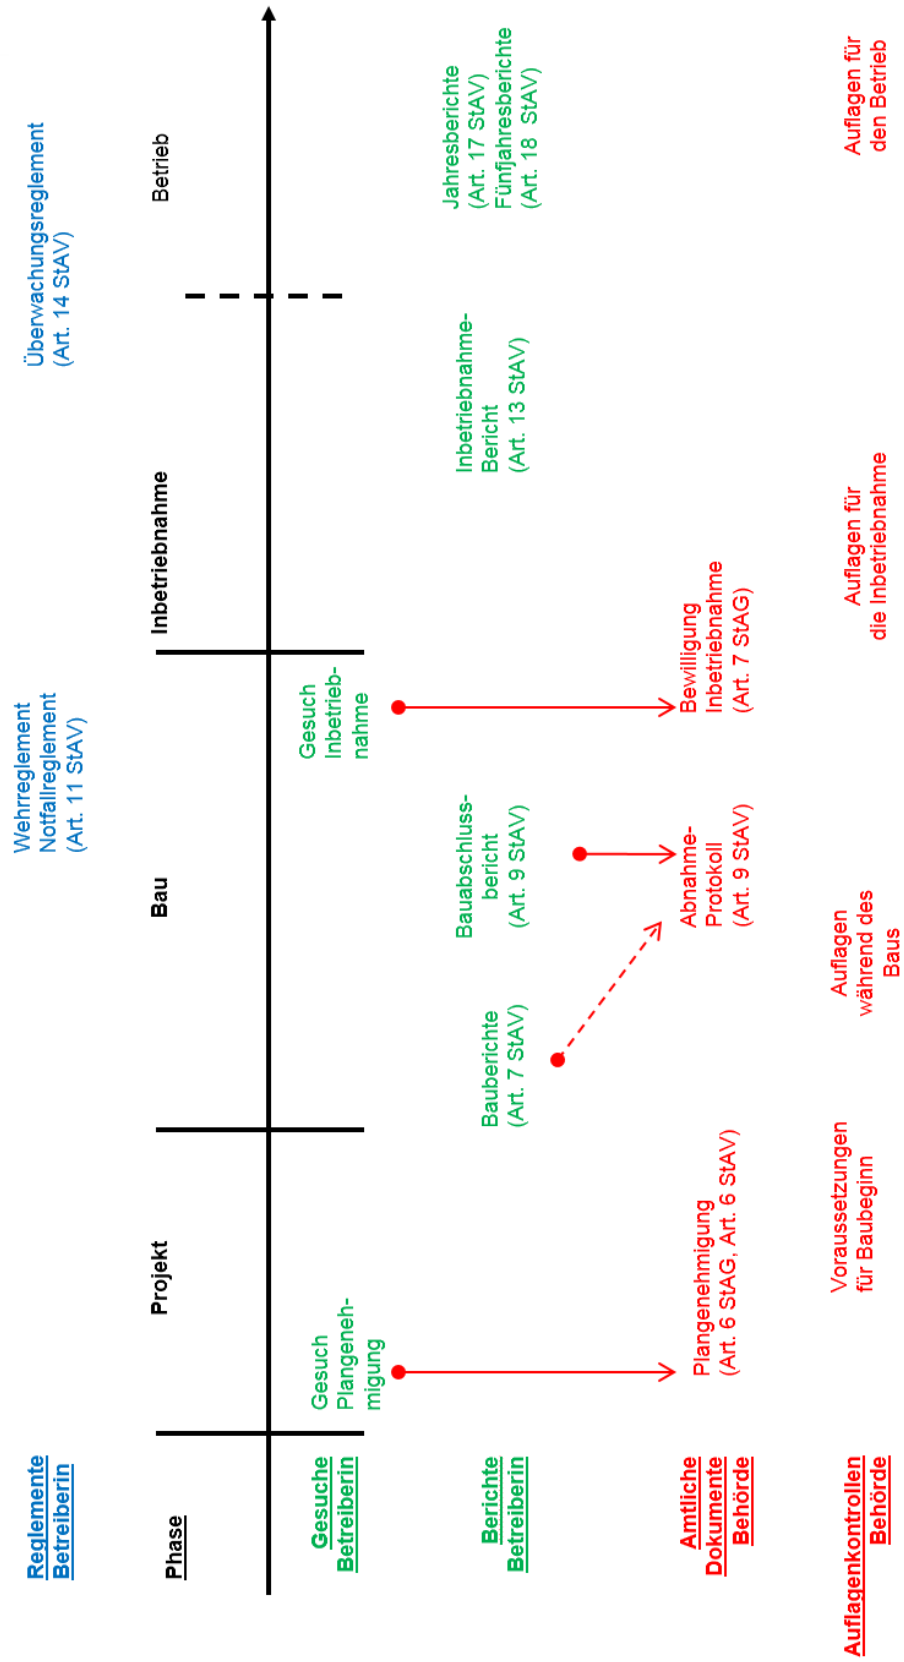 Reglemente
Betreiberin
Wehrreglement
Notfallreglement
(Art. 11 StAV)
Überwachungsreglement
(Art. 14 StAV)
Phase
Projekt
Bau
Inbetriebnahme
Betrieb
Gesuche
Betreiberin
Gesuch
Plangeneh-
migung
Gesuch
Inbetrieb-
nahme
Berichte
Betreiberin
Bauberichte
(Art. 7 StAV)
Bauabschluss-
bericht
(Art. 9 StAV)
Inbetriebnahme-
Bericht
(Art. 13 StAV)
Jahresberichte
(Art. 17 StAV)
Fünfjahresberichte
(Art. 18 StAV)
Amtliche
Dokumente
Behörde
Plangenehmigung
(Art. 6 StAG, Art. 6 StAV)
Abnahme-
Protokoll
(Art. 9 StAV)
Bewilligung
Inbetriebnahme
(Art. 7 StAG)
Auflagenkontrollen
Behörde
Voraussetzungen
für Baubeginn
Auflagen
während des
Baus
Auflagen für
die Inbetriebnahme
Auflagen für
den Betrieb